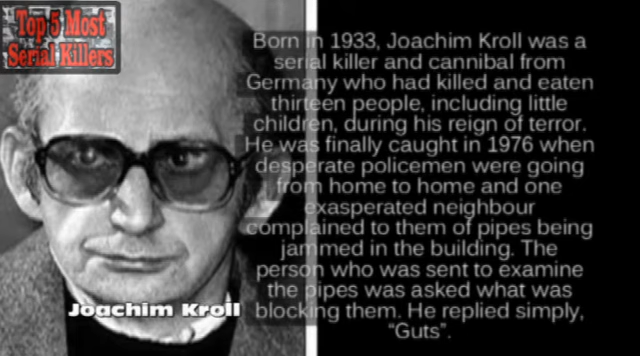 Top 5 Most
Serial Killers
Born in 1933, Joachim Kroll was a
serial killer and cannibal from
Germany who had killed and eaten
thirteen people, including little
children, during his reign of terror.
He was finally caught in 1976 when
desperate policemen were going
from home to home and one
exasperated neighbour
complained to them of pipes being
jammed in the building. The
person who was sent to examine
the pipes was asked what was
blocking them. He replied simply,
“Guts”.
Joachim Kroll